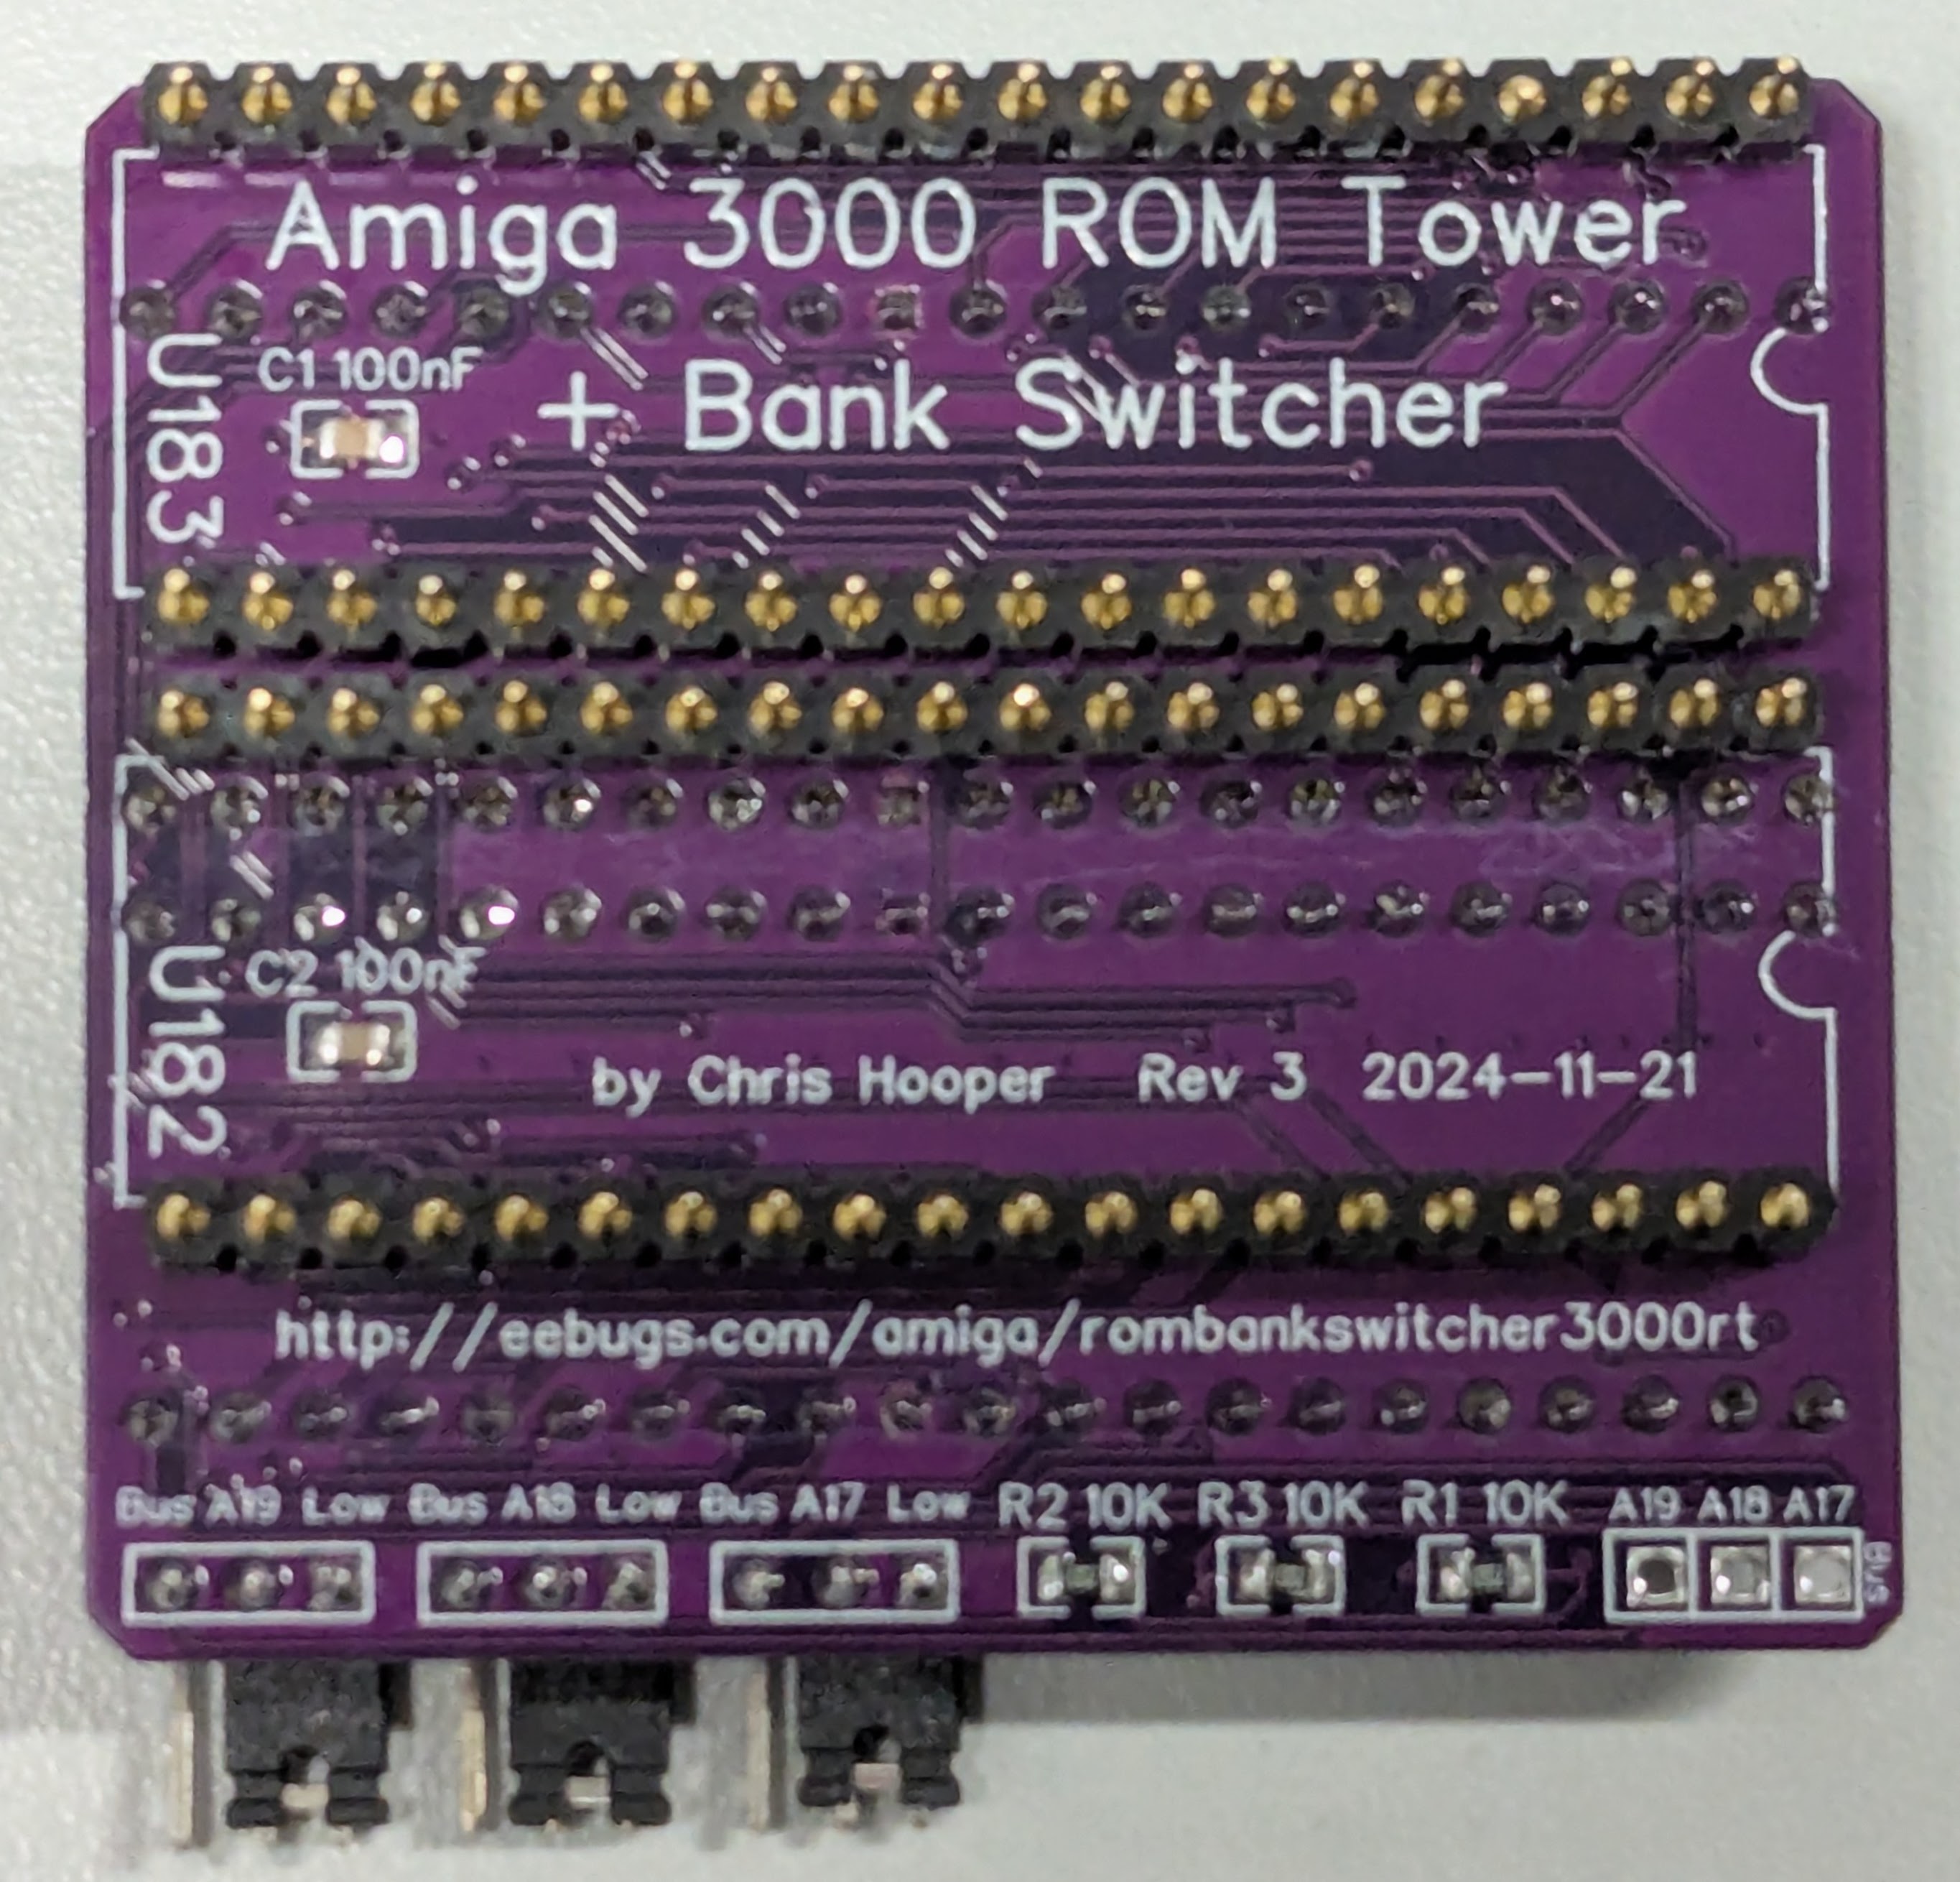 Amiga 3000 ROM Tower
U183
C1 100nF
+ Bank Switcher
U182
C2 100nF
by Chris Hooper Rev 3 2024-11-21
http://eebugs.com/amiga/rombankswitcher3000rt
Bus A19 Low Bus A18 Low Bus A17 Low R2 10K R3 10K R1 10K A19 A18 A17
Bus